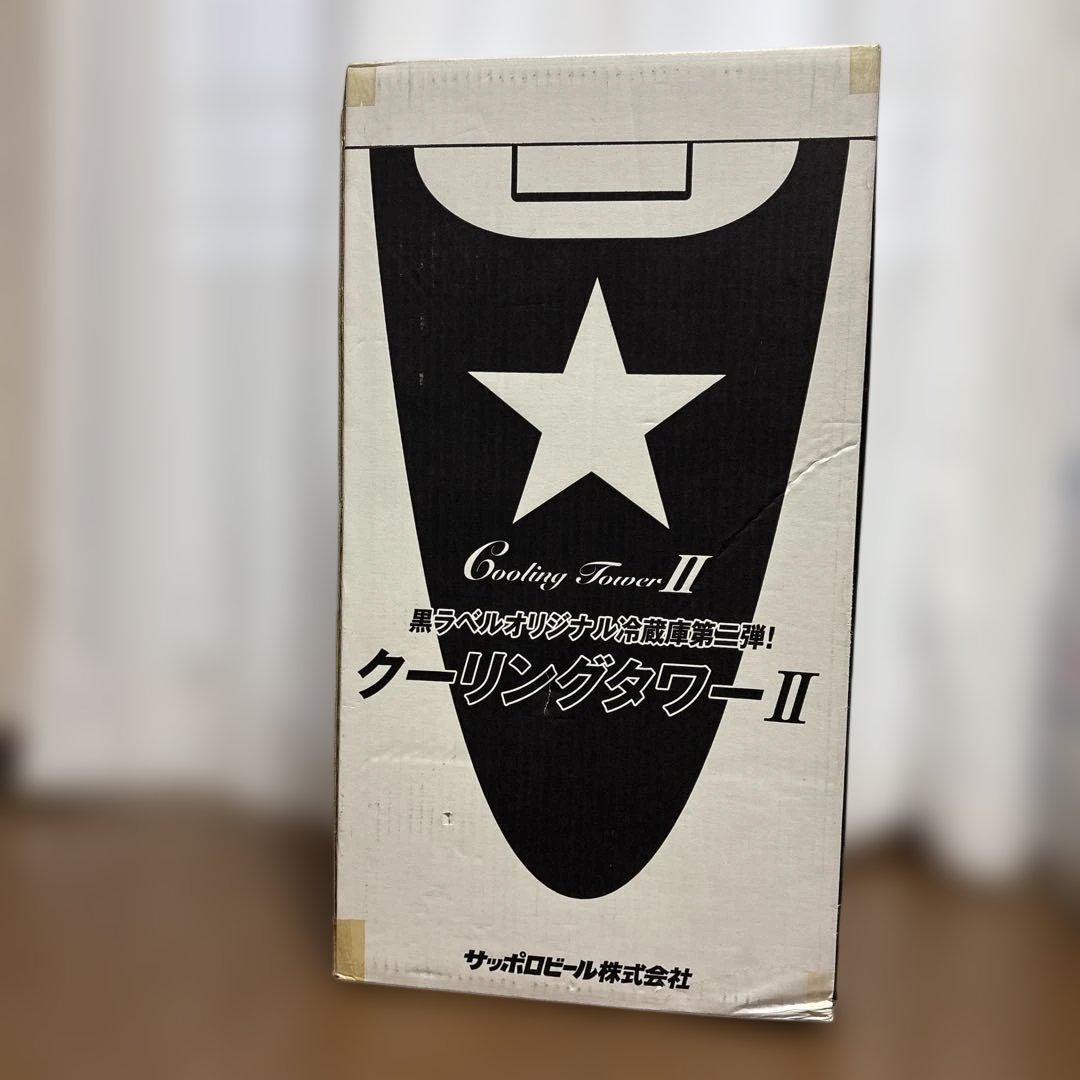 Cooling Tower II
黒ラベルオリジナル冷蔵庫第二弾!
クーリングタワーII
サッポロビール株式会社